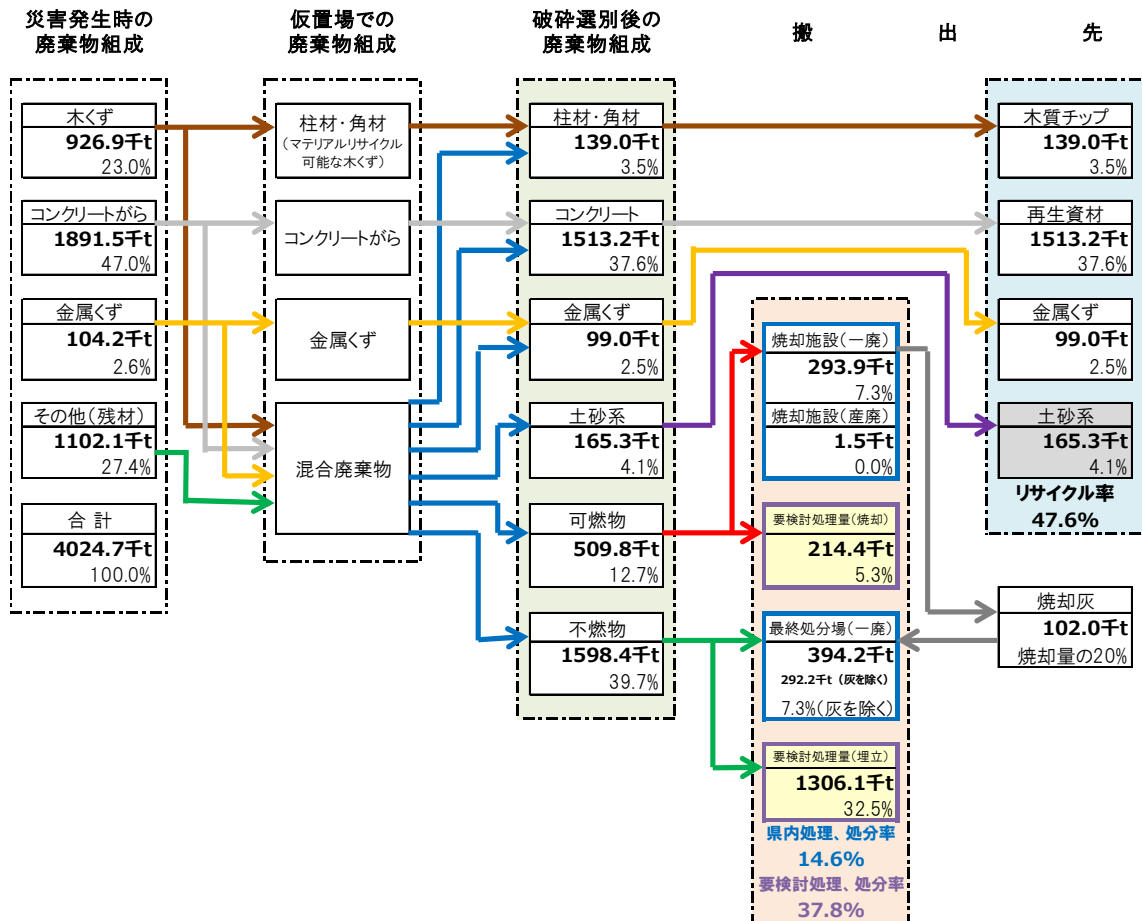 災害発生時の
廃棄物組成
仮置場での
廃棄物組成
破砕選別後の
廃棄物組成
搬 出 先
木くず
926.9千t
23.0%
コンクリートがら
1891.5千t
47.0%
金属くず
104.2千t
2.6%
その他(残材)
1102.1千t
27.4%
合 計
4024.7千t
100.0%
柱材・角材
(マテリアルリサイクル
可能な木くず)
コンクリートがら
金属くず
混合廃棄物
柱材・角材
139.0千t
3.5%
コンクリート
1513.2千t
37.6%
金属くず
99.0千t
2.5%
土砂系
165.3千t
4.1%
可燃物
509.8千t
12.7%
不燃物
1598.4千t
39.7%
焼却施設(一廃)
293.9千t
7.3%
焼却施設(産廃)
1.5千t
0.0%
要検討処理量(焼却)
214.4千t
5.3%
最終処分場(一廃)
394.2千t
292.2千t (灰を除く)
7.3%(灰を除く)
要検討処理量(埋立)
1306.1千t
32.5%
県内処理、処分率
14.6%
要検討処理、処分率
37.8%
木質チップ
139.0千t
3.5%
再生資材
1513.2千t
37.6%
金属くず
99.0千t
2.5%
土砂系
165.3千t
4.1%
リサイクル率
47.6%
焼却灰
102.0千t
焼却量の20%